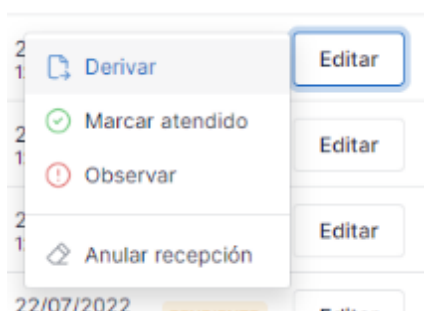 Derivar
Editar
Marcar atendido
Editar
Observar
Editar
Anular recepción
22/07/2022